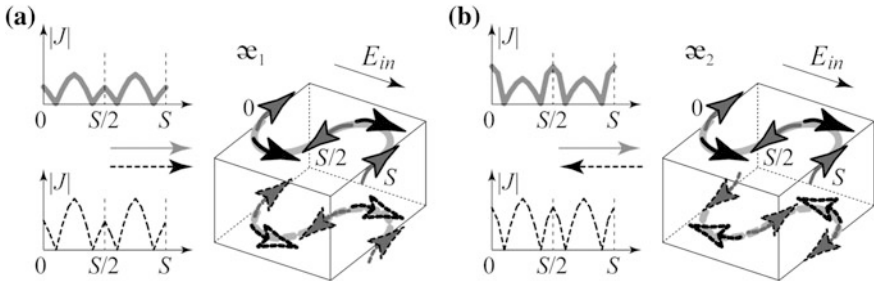 (a)
|J|
0 S/2 S
|J|
0 S/2 S
æ₁
E_in
0
S/2
S
(b)
|J|
0 S/2 S
|J|
0 S/2 S
æ₂
E_in
0
S/2
S